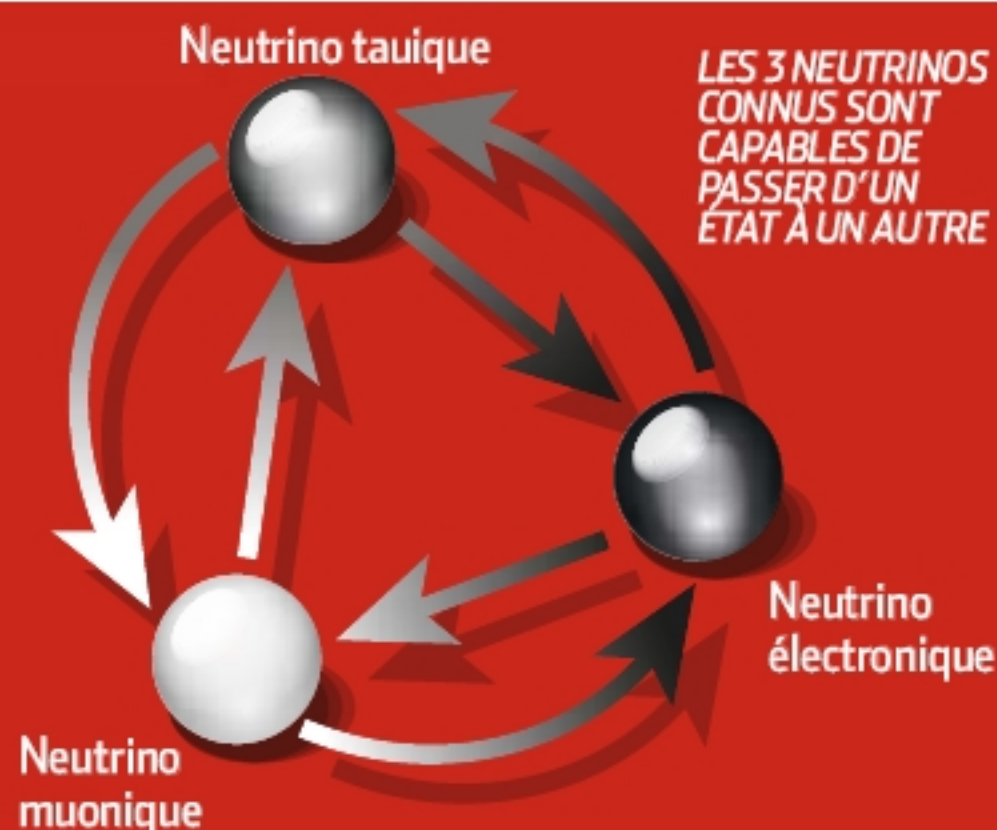 Neutrino tauique
LES 3 NEUTRINOS
CONNUS SONT
CAPABLES DE
PASSER D'UN
ÉTAT À UN AUTRE
Neutrino
électronique
Neutrino
muonique